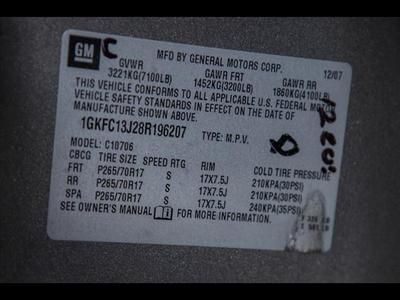 GM C MFD BY GENERAL MOTORS CORP. 12/07
GVWR GAWR FRT GAWR RR
3221KG(7100LB) 1452KG(3200LB) 1860KG(4100LB)
THIS VEHICLE CONFORMS TO ALL APPLICABLE U.S. FEDERAL MOTOR
VEHICLE SAFETY STANDARDS IN EFFECT ON THE DATE OF
MANUFACTURE SHOWN ABOVE.
1GKFC13J28R196207 TYPE: M.P.V.
MODEL: C10706
CBCG TIRE SIZE SPEED RTG RIM COLD TIRE PRESSURE
FRT P265/70R17 S 17X7.5J 210KPA(30PSI)
RR P265/70R17 S 17X7.5J 210KPA(30PSI)
SPA P265/70R17 S 17X7.5J 240KPA(35PSI)
SEE OWNER'S MANUAL FOR MORE INFORMATION